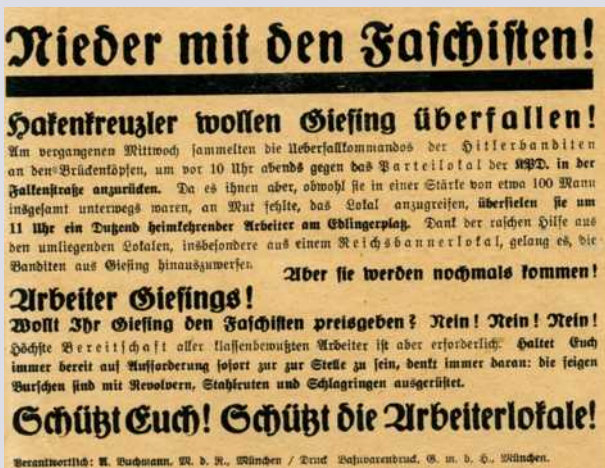 Nieder mit den Faschisten!
Hakenkreuzler wollen Giesing überfallen!
Am vergangenen Mittwoch sammelten die Ueberfallkommandos der Hitlerbanditen
an den Brückenköpfen, um vor 10 Uhr abends gegen das Parteilokal der KPD. in der
Falkenstraße anzurücken. Da es ihnen aber, obwohl sie in einer Stärke von etwa 100 Mann
insgesamt unterwegs waren, an Mut fehlte, das Lokal anzugreifen, überfielen sie um
11 Uhr ein Dutzend heimkehrender Arbeiter am Edlingerplatz. Dank der raschen Hilfe aus
den umliegenden Lokalen, insbesondere aus einem Reichsbannerlokal, gelang es, die
Banditen aus Giesing hinauszuwerfen. Aber sie werden nochmals kommen!
Arbeiter Giesings!
Wollt Ihr Giesing den Faschisten preisgeben? Nein! Nein! Nein!
Höchste Bereitschaft aller klassenbewußten Arbeiter ist aber erforderlich. Haltet Euch
immer bereit auf Aufforderung sofort zur Stelle zu sein, denkt immer daran: die feigen
Burschen sind mit Revolvern, Stahlruten und Schlagringen ausgerüstet.
Schützt Euch! Schützt die Arbeiterlokale!
Verantwortlich: A. Buchmann, M. d. R., München / Druck Bafuvarendruck, G. m. b. H., München.